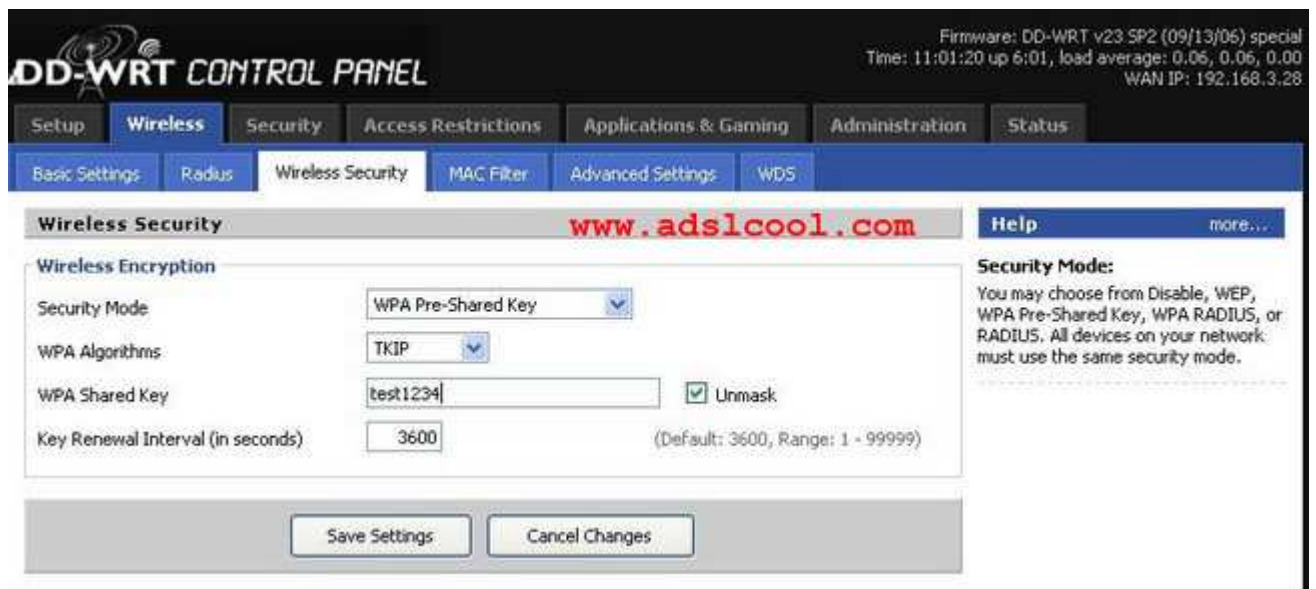 DD-WRT CONTROL PANEL
Firmware: DD-WRT v23 SP2 (09/13/06) special
Time: 11:01:20 up 6:01, load average: 0.06, 0.06, 0.00
WAN IP: 192.168.3.28
Setup Wireless Security Access Restrictions Applications & Gaming Administration Status
Basic Settings Radius Wireless Security MAC Filter Advanced Settings WDS
Wireless Security www.adslcool.com
Wireless Encryption
Security Mode WPA Pre-Shared Key
WPA Algorithms TKIP
WPA Shared Key test1234 Unmask
Key Renewal Interval (in seconds) 3600 (Default: 3600, Range: 1 - 99999)
Save Settings Cancel Changes
Help more...
Security Mode:
You may choose from Disable, WEP,
WPA Pre-Shared Key, WPA RADIUS, or
RADIUS. All devices on your network
must use the same security mode.